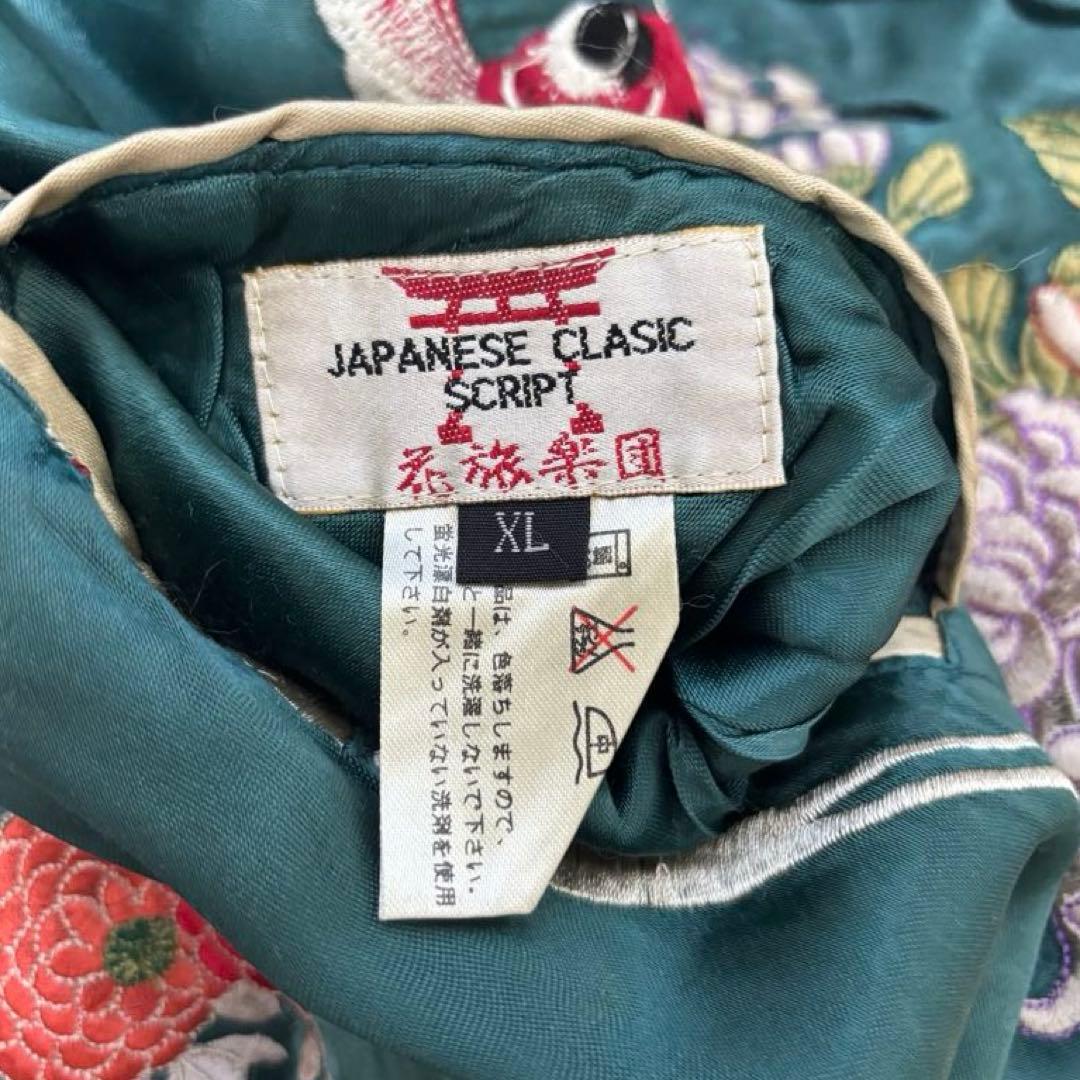 JAPANESE CLASIC
SCRIPT
花旅楽団
XL
品は、色落ちしますので、
と一緒に洗濯しないで下さい。
蛍光漂白剤が入っていない洗剤を使用
して下さい。
中